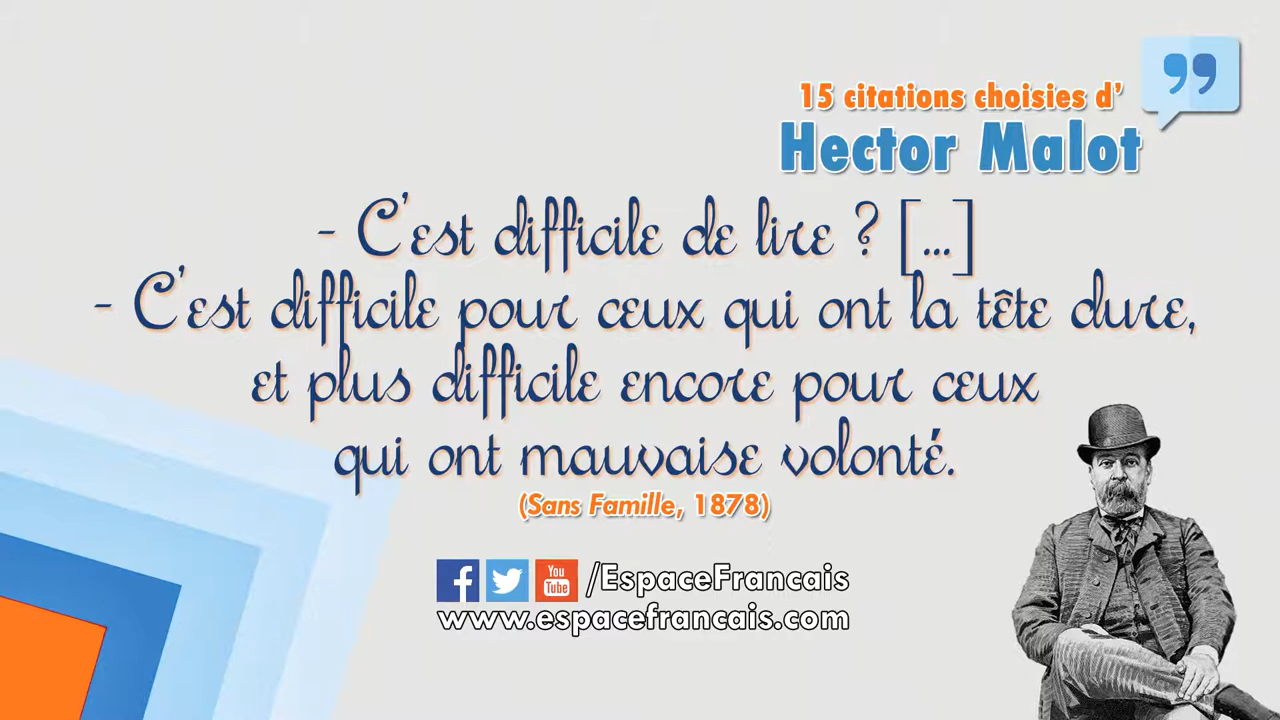 15 citations choisies d’
Hector Malot
- C’est difficile de lire ? [...]
- C’est difficile pour ceux qui ont la tête dure,
et plus difficile encore pour ceux
qui ont mauvaise volonté.
(Sans Famille, 1878)
You Tube /EspaceFrancais
www.espacefrancais.com